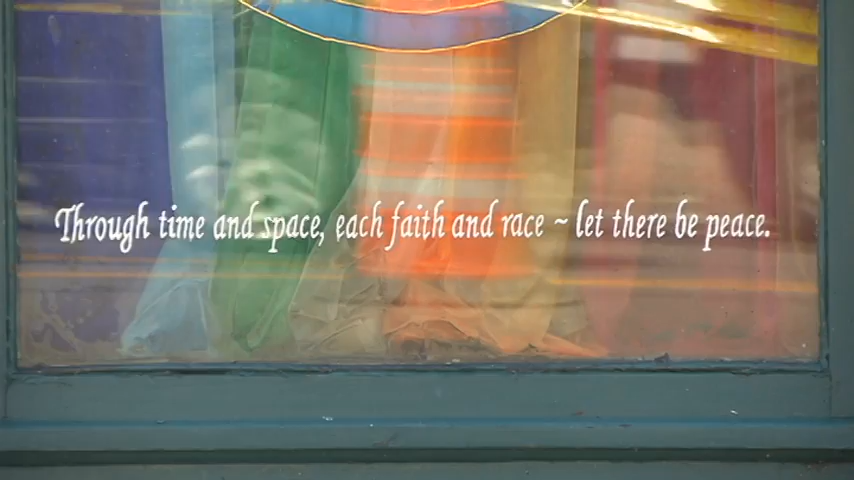 Through time and space, each faith and race ~ let there be peace.